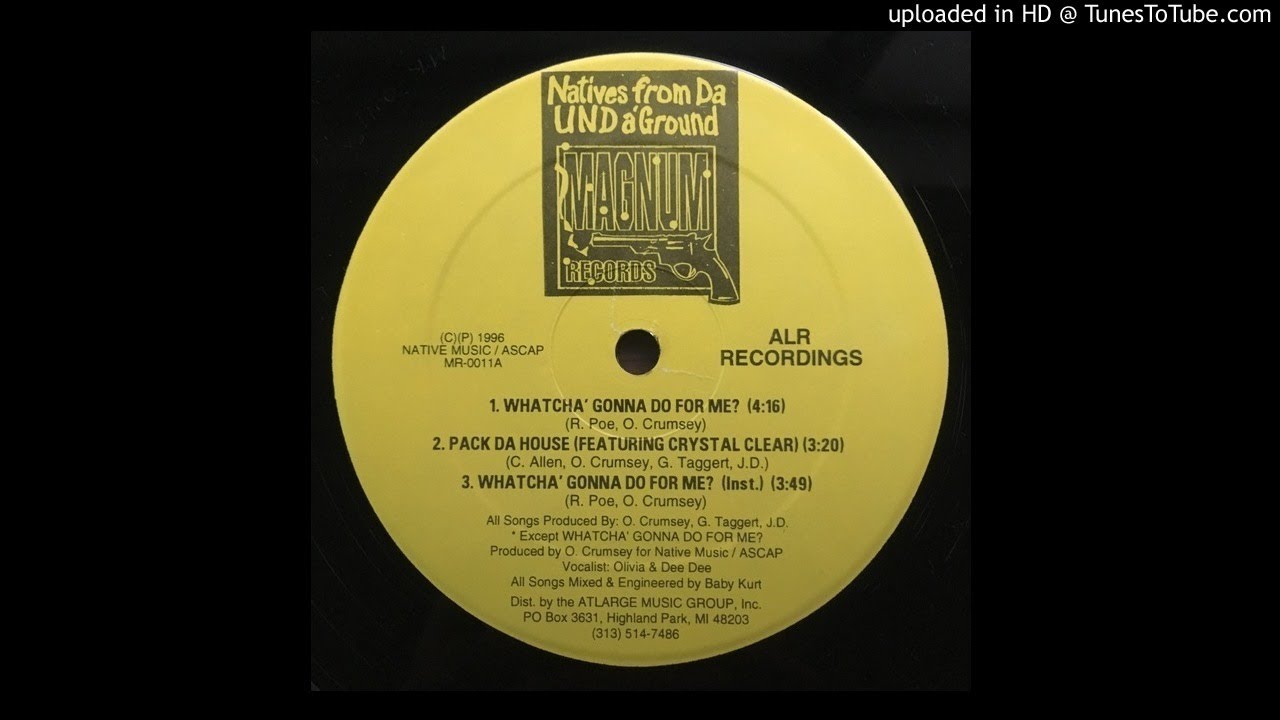 uploaded in HD @ TunesToTube.com
Natives from Da
UND a'Ground
MAGNUM
RECORDS
(C)(P) 1996
NATIVE MUSIC / ASCAP
MR-0011A
ALR
RECORDINGS
1. WHATCHA' GONNA DO FOR ME? (4:16)
(R. Poe, O. Crumsey)
2. PACK DA HOUSE (FEATURING CRYSTAL CLEAR) (3:20)
(C. Allen, O. Crumsey, G. Taggert, J.D.)
3. WHATCHA' GONNA DO FOR ME? (Inst.) (3:49)
(R. Poe, O. Crumsey)
All Songs Produced By: O. Crumsey, G. Taggert, J.D.
* Except WHATCHA' GONNA DO FOR ME?
Produced by O. Crumsey for Native Music / ASCAP
Vocalist: Olivia & Dee Dee
All Songs Mixed & Engineered by Baby Kurt
Dist. by the ATLARGE MUSIC GROUP, Inc.
PO Box 3631, Highland Park, MI 48203
(313) 514-7486